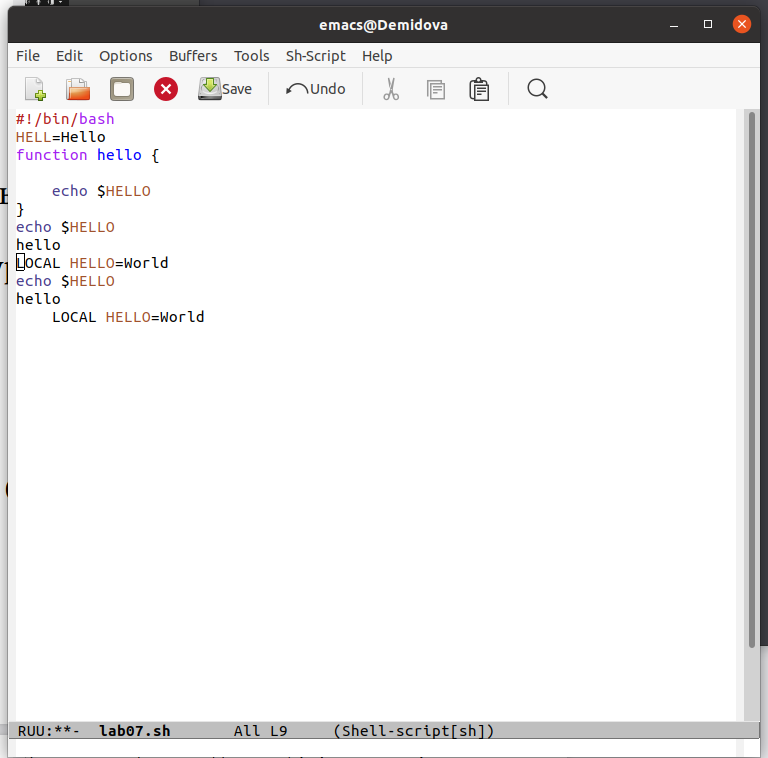 emacs@Demidova
File Edit Options Buffers Tools Sh-Script Help
Save Undo
#!/bin/bash
HELL=Hello
function hello {
    echo $HELLO
}
echo $HELLO
hello
LOCAL HELLO=World
echo $HELLO
hello
    LOCAL HELLO=World
RUU:**-  lab07.sh       All L9     (Shell-script[sh])